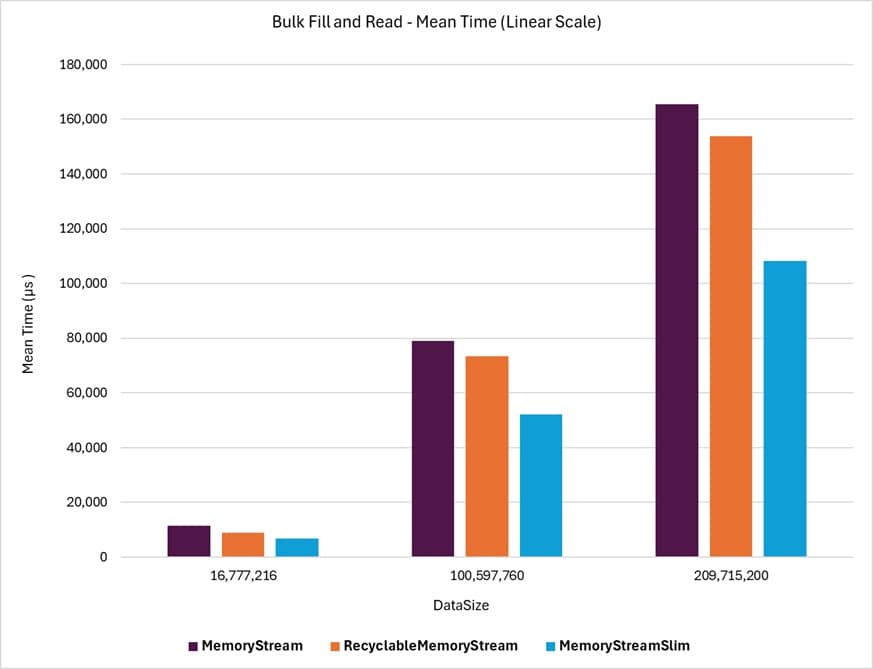 Bulk Fill and Read - Mean Time (Linear Scale)
180,000
160,000
140,000
120,000
100,000
80,000
60,000
40,000
20,000
0
Mean Time (µs)
16,777,216 100,597,760 209,715,200
DataSize
MemoryStream RecyclableMemoryStream MemoryStreamSlim